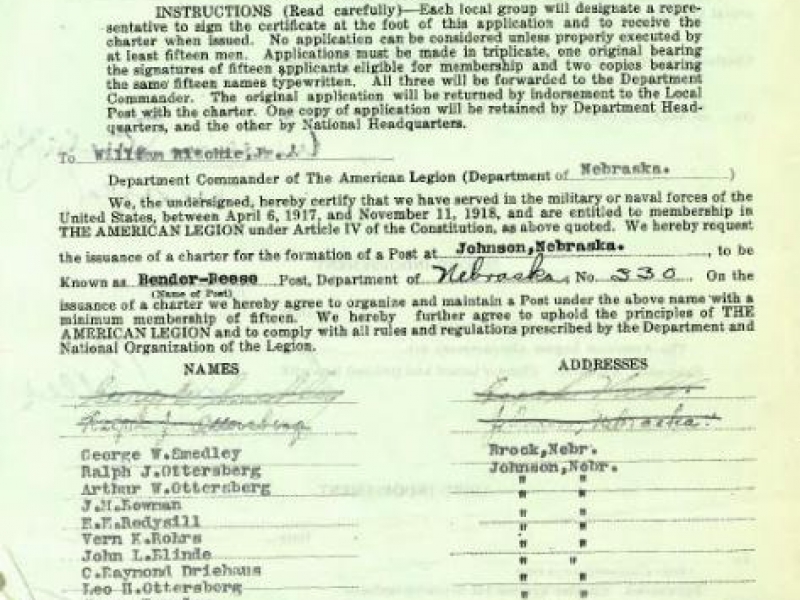 INSTRUCTIONS (Read carefully)—Each local group will designate a repre-
sentative to sign the certificate at the foot of this application and to receive the
charter when issued. No application can be considered unless properly executed by
at least fifteen men. Applications must be made in triplicate, one original bearing
the signatures of fifteen applicants eligible for membership and two copies bearing
the same fifteen names typewritten. All three will be forwarded to the Department
Commander. The original application will be returned by indorsement to the Local
Post with the charter. One copy of application will be retained by Department Head-
quarters, and the other by National Headquarters.
To William Ritchie, Jr.
Department Commander of The American Legion (Department of Nebraska. )
We, the undersigned, hereby certify that we have served in the military or naval forces of the
United States, between April 6, 1917, and November 11, 1918, and are entitled to membership in
THE AMERICAN LEGION under Article IV of the Constitution, as above quoted. We hereby request
the issuance of a charter for the formation of a Post at Johnson,Nebraska. , to be
Known as Bender-Reese Post, Department of Nebraska, No. 330 On the
(Name of Post)
issuance of a charter we hereby agree to organize and maintain a Post under the above name with a
minimum membership of fifteen. We hereby further agree to uphold the principles of THE
AMERICAN LEGION and to comply with all rules and regulations prescribed by the Department and
National Organization of the Legion.
NAMES ADDRESSES
Ralph J. Ottersberg Johnson, Nebraska.
George W.Smedley Brock,Nebr.
Ralph J.Ottersberg Johnson,Nebr.
Arthur W.Ottersberg " "
J.M.Bowman " "
E.E.Redysill " "
Vern K.Rohrs " "
John L.Elinde " "
C.Raymond Driehaus " "
Leo H.Ottersberg " "